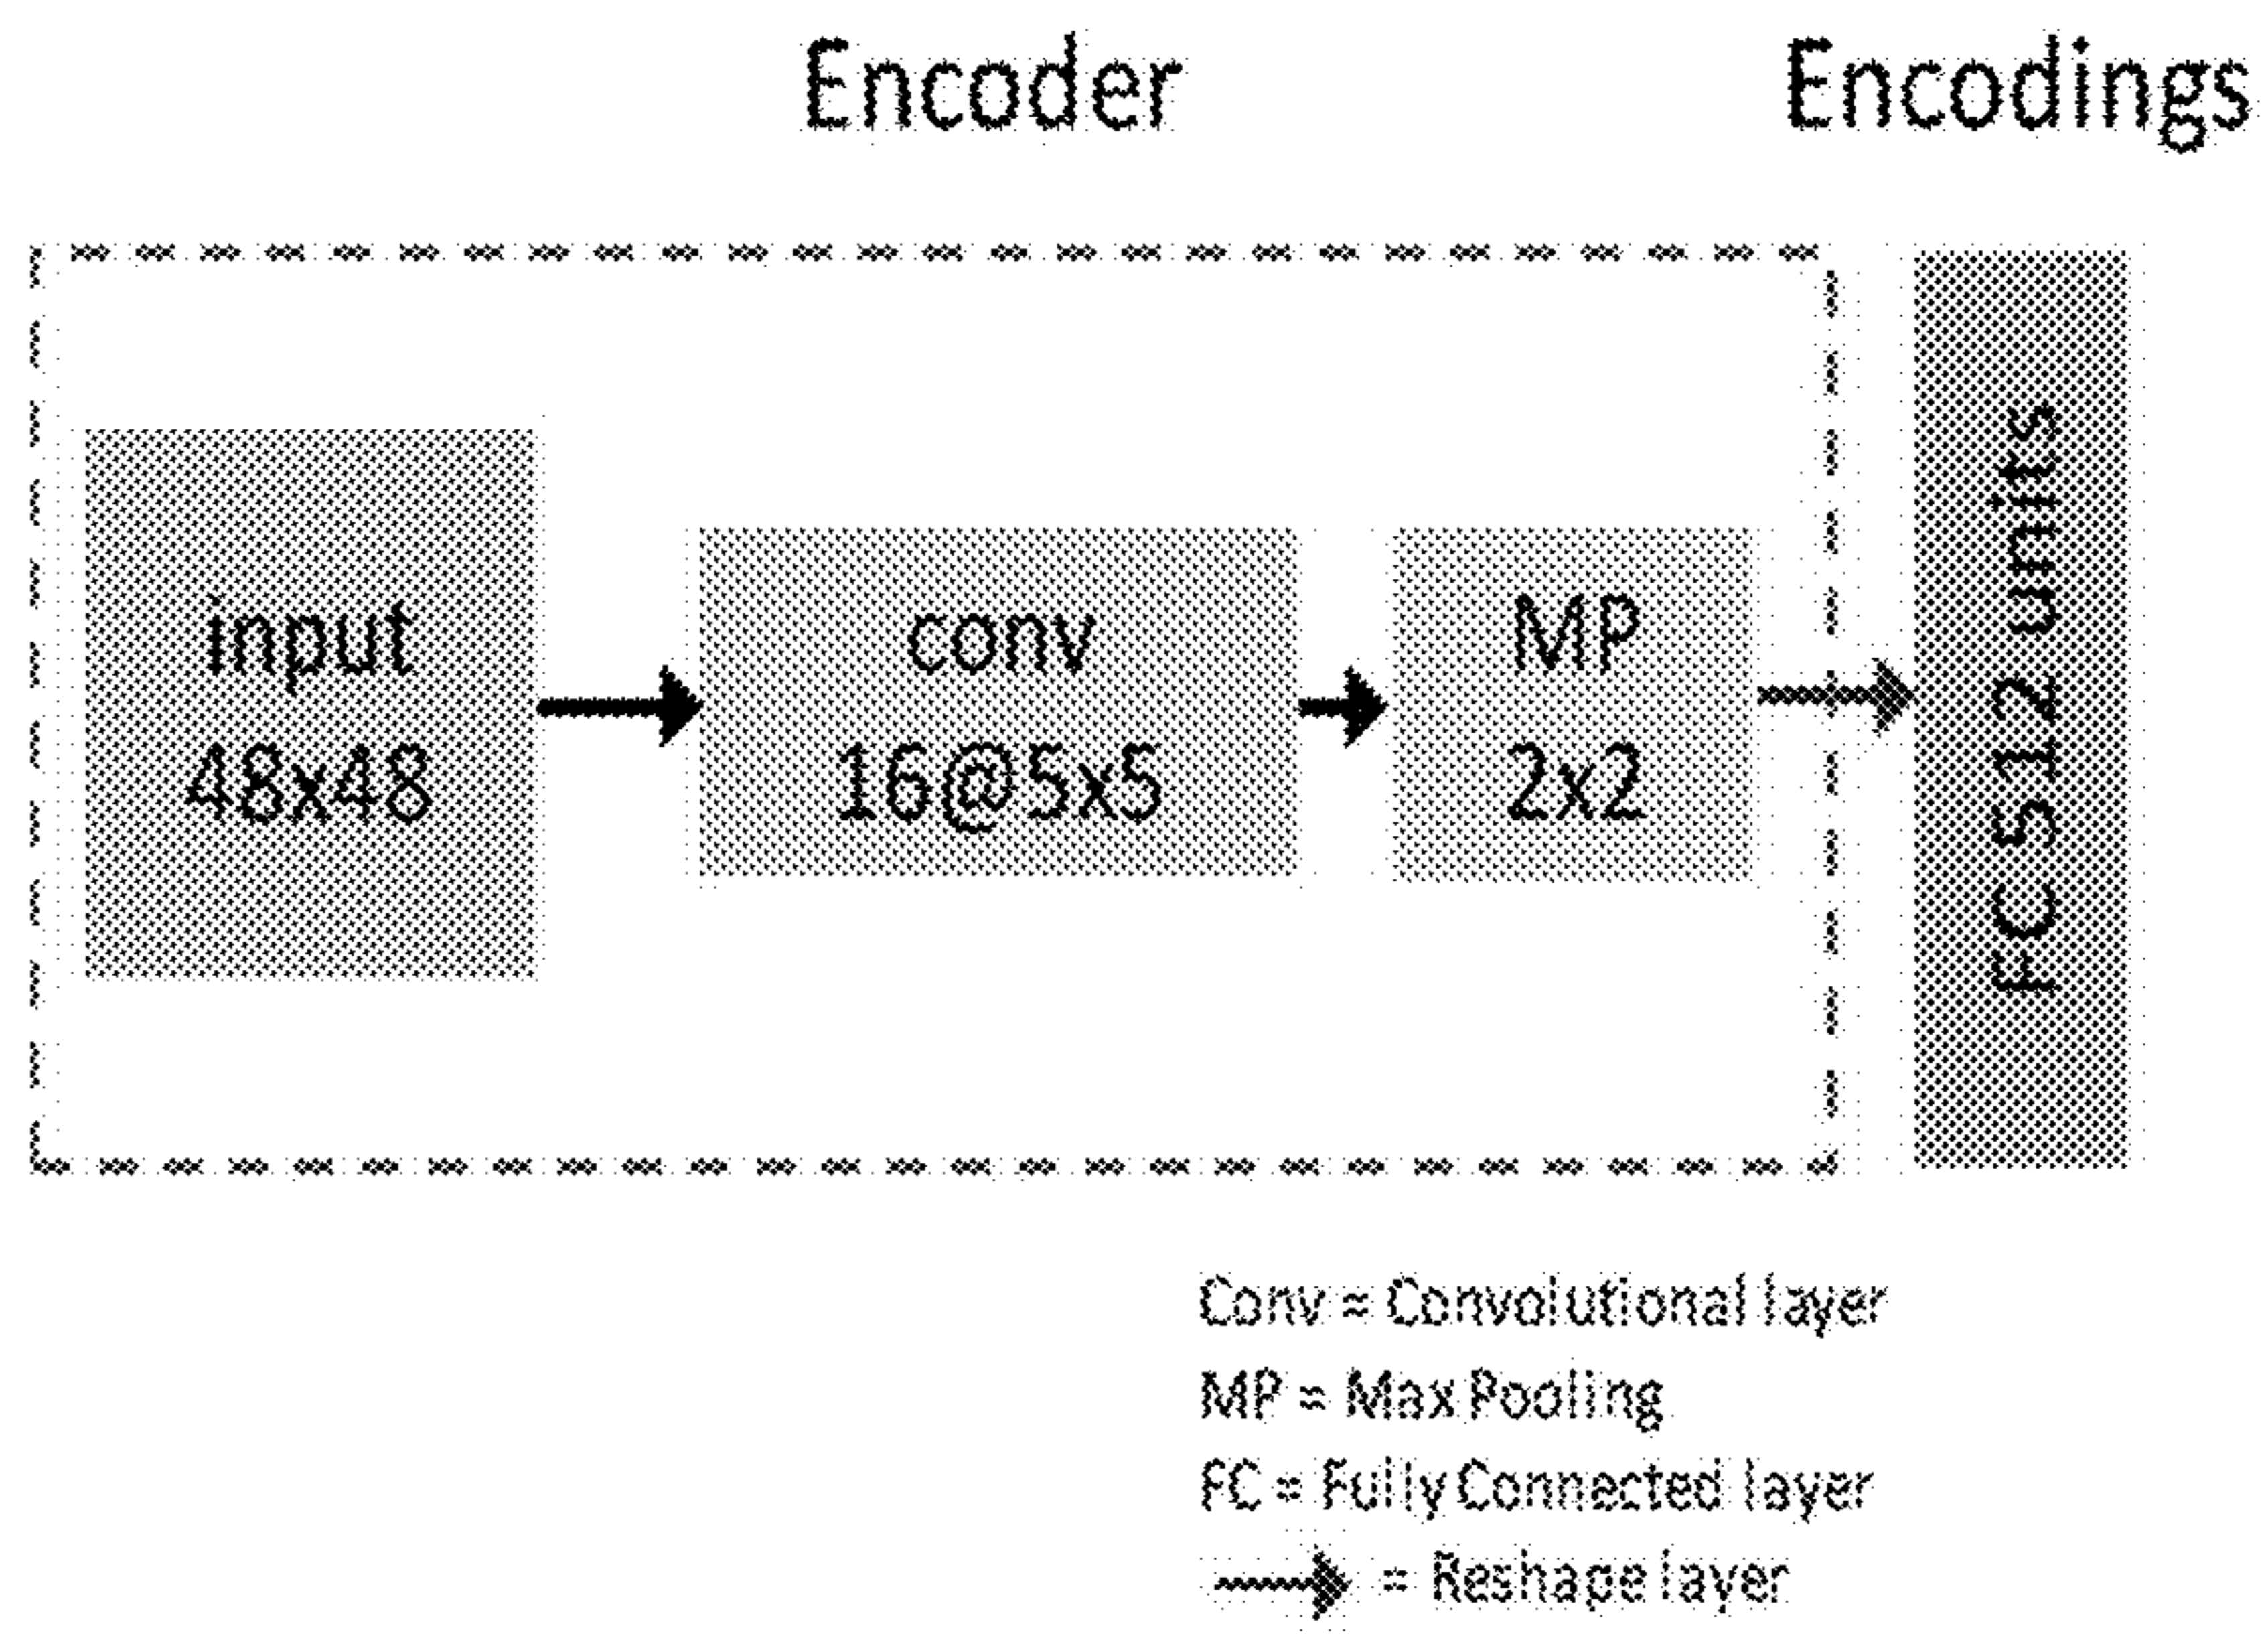 Encoder
Encodings
input
48x48
conv
16@5x5
MP
2x2
FC 512 units
Conv = Convolutional layer
MP = Max Pooling
FC = Fully Connected layer
= Reshape layer